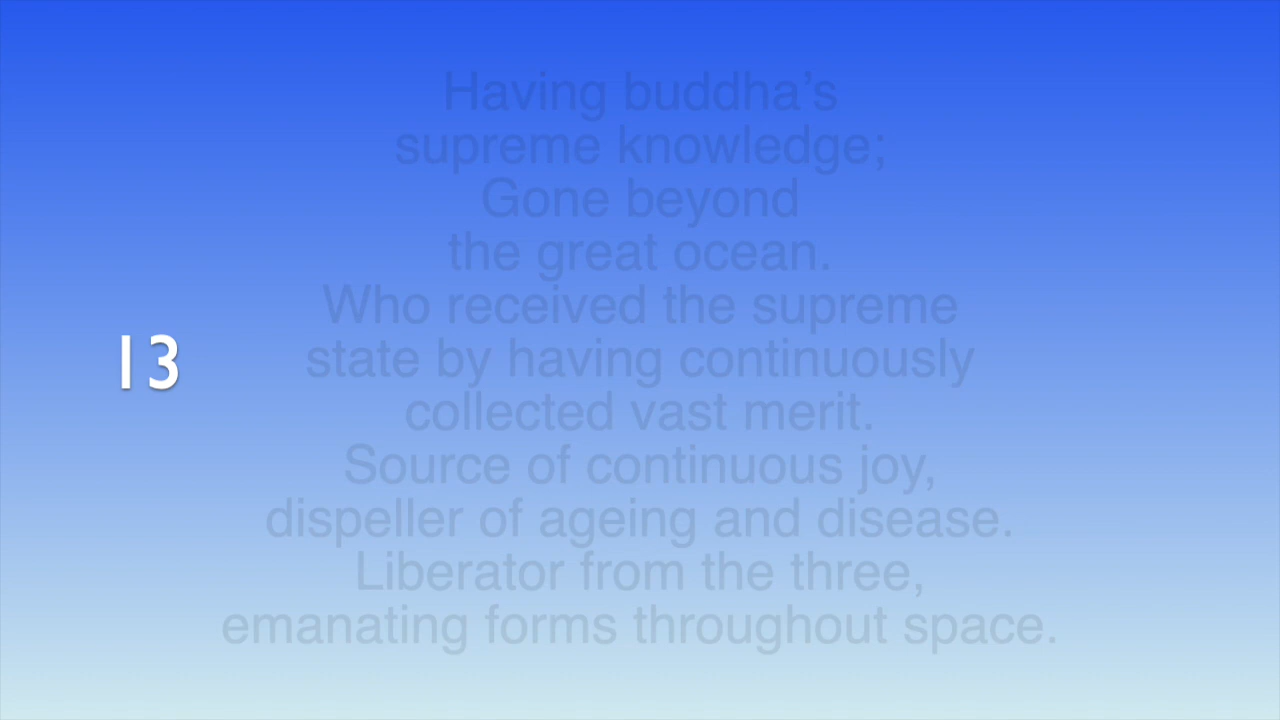 Having buddha’s
supreme knowledge;
Gone beyond
the great ocean.
Who received the supreme
13
state by having continuously
collected vast merit.
Source of continuous joy,
dispeller of ageing and disease.
Liberator from the three,
emanating forms throughout space.